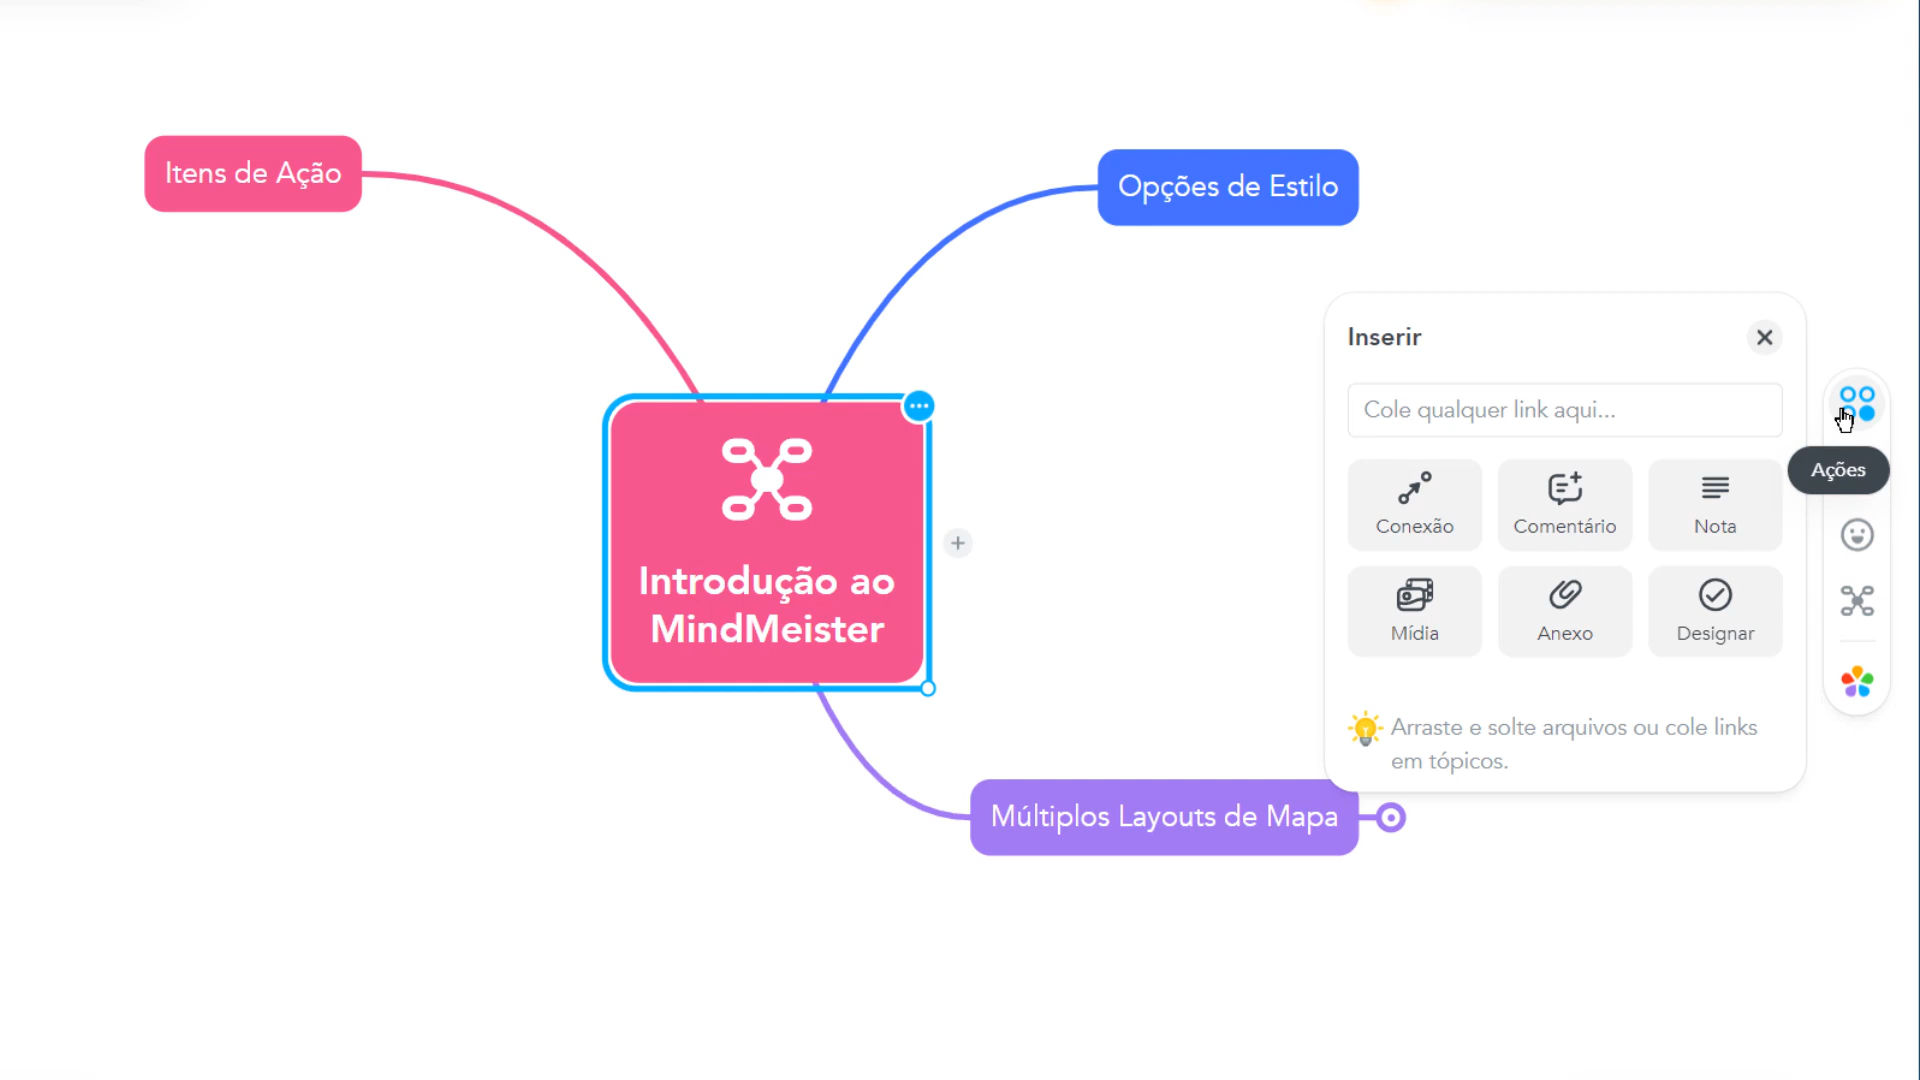 Itens de Ação
Opções de Estilo
Introdução ao
MindMeister
Múltiplos Layouts de Mapa
Inserir
Cole qualquer link aqui...
Conexão
Comentário
Nota
Mídia
Anexo
Designar
Arraste e solte arquivos ou cole links
em tópicos.
Ações